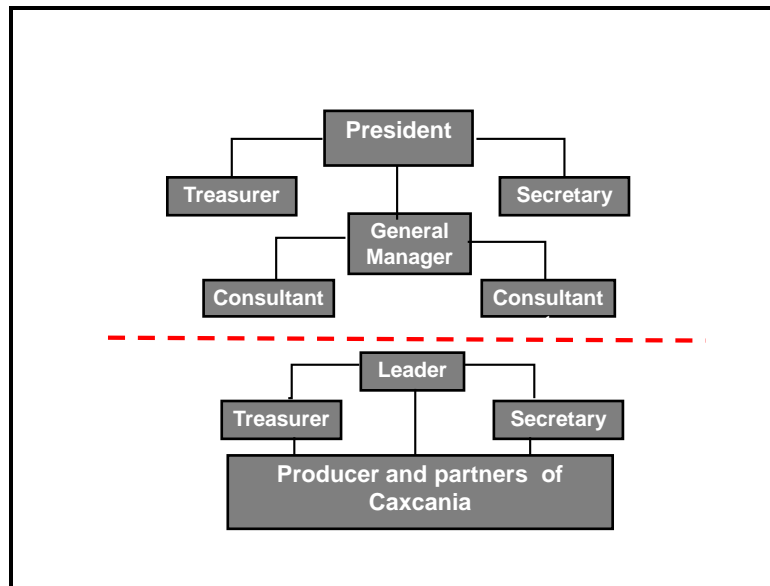 President
Treasurer
Secretary
General
Manager
Consultant
Consultant
Leader
Treasurer
Secretary
Producer and partners of
Caxcania